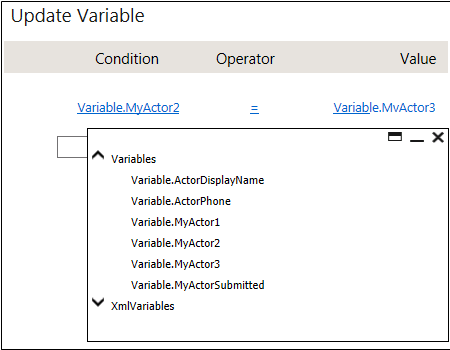 Update Variable
Condition Operator Value
Variable.MyActor2 = Variable.MyActor3
Variables
Variable.ActorDisplayName
Variable.ActorPhone
Variable.MyActor1
Variable.MyActor2
Variable.MyActor3
Variable.MyActorSubmitted
XmlVariables